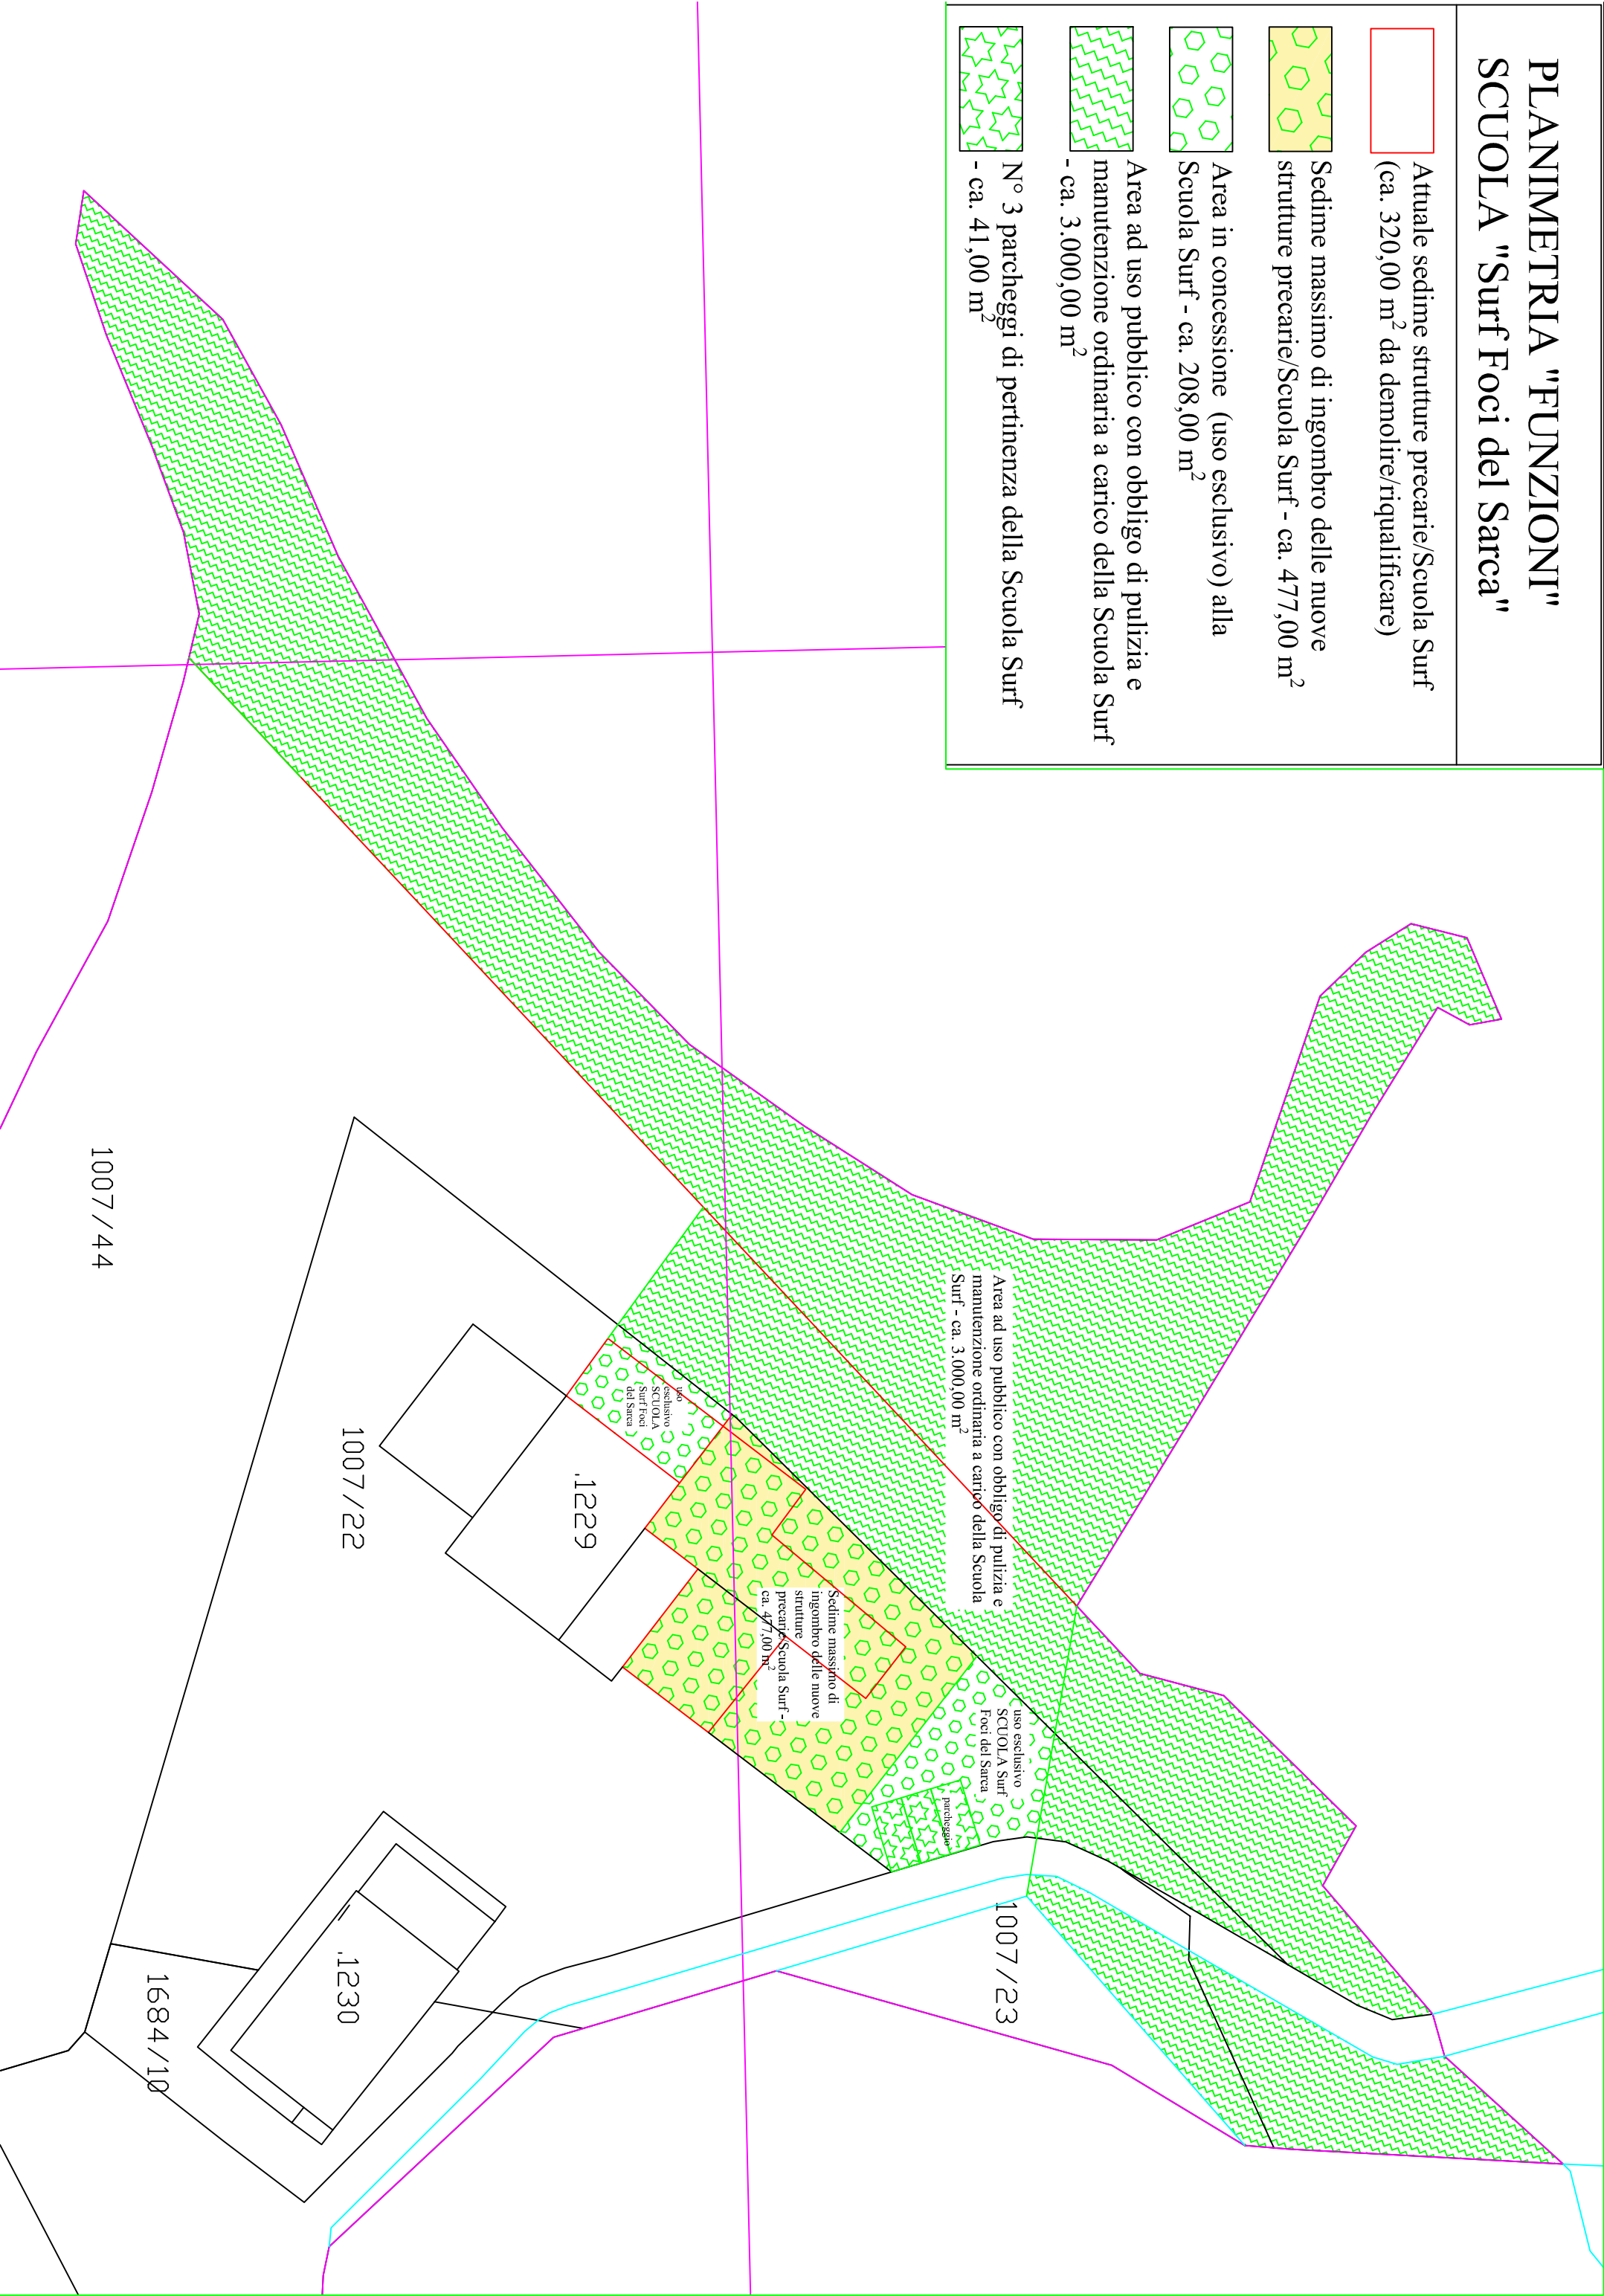 PLANIMETRIA "FUNZIONI"
SCUOLA "Surf Foci del Sarca"
Attuale sedime strutture precarie/Scuola Surf
(ca. 320,00 m² da demolire/riqualificare)
Sedime massimo di ingombro delle nuove
strutture precarie/Scuola Surf - ca. 477,00 m²
Area in concessione (uso esclusivo) alla
Scuola Surf - ca. 208,00 m²
Area ad uso pubblico con obbligo di pulizia e
manutenzione ordinaria a carico della Scuola Surf
- ca. 3.000,00 m²
N° 3 parcheggi di pertinenza della Scuola Surf
- ca. 41,00 m²
Area ad uso pubblico con obbligo di pulizia e
manutenzione ordinaria a carico della Scuola
Surf - ca. 3.000,00 m²
uso esclusivo
SCUOLA Surf
Foci del Sarca
parcheggio
1007/23
Sedime massimo di
ingombro delle nuove
strutture
precarie/Scuola Surf -
ca. 477,00 m²
uso
esclusivo
SCUOLA
Surf Foci
del Sarca
.1229
1007/22
.1230
1684/10
1007/44